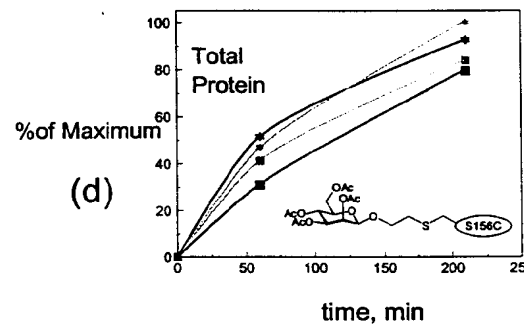 100
Total
Protein
80
60
%of Maximum
40
(d)
20
0
OAc
OAc
AcO
AcO
O
O
S
S156C
0 50 100 150 200 25
time, min